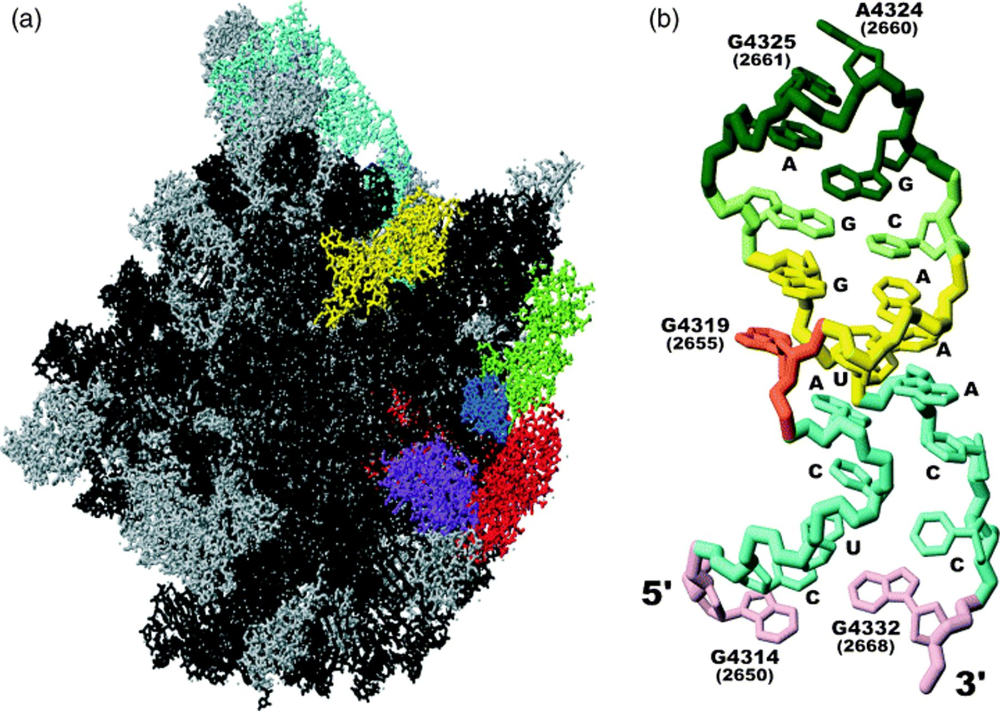 (a)
(b)
A4324
(2660)
G4325
(2661)
A
G
G
C
G
A
G4319
(2655)
A
A
U
A
C
C
U
C
5'
C
G4332
(2668)
G4314
(2650)
3'